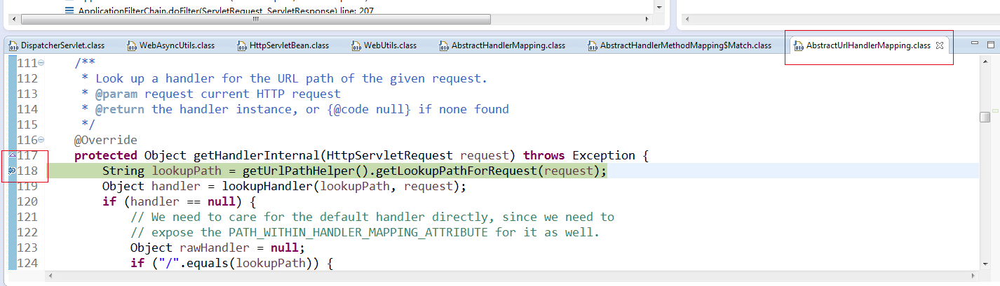 ApplicationFilterChain.doFilter(ServletRequest, ServletResponse) line: 207
DispatcherServlet.class WebAsyncUtils.class HttpServletBean.class WebUtils.class AbstractHandlerMapping.class AbstractHandlerMethodMapping$Match.class AbstractUrlHandlerMapping.class
111 /**
112 * Look up a handler for the URL path of the given request.
113 * @param request current HTTP request
114 * @return the handler instance, or {@code null} if none found
115 */
116 @Override
117 protected Object getHandlerInternal(HttpServletRequest request) throws Exception {
118 String lookupPath = getUrlPathHelper().getLookupPathForRequest(request);
119 Object handler = lookupHandler(lookupPath, request);
120 if (handler == null) {
121 // We need to care for the default handler directly, since we need to
122 // expose the PATH_WITHIN_HANDLER_MAPPING_ATTRIBUTE for it as well.
123 Object rawHandler = null;
124 if ("/".equals(lookupPath)) {